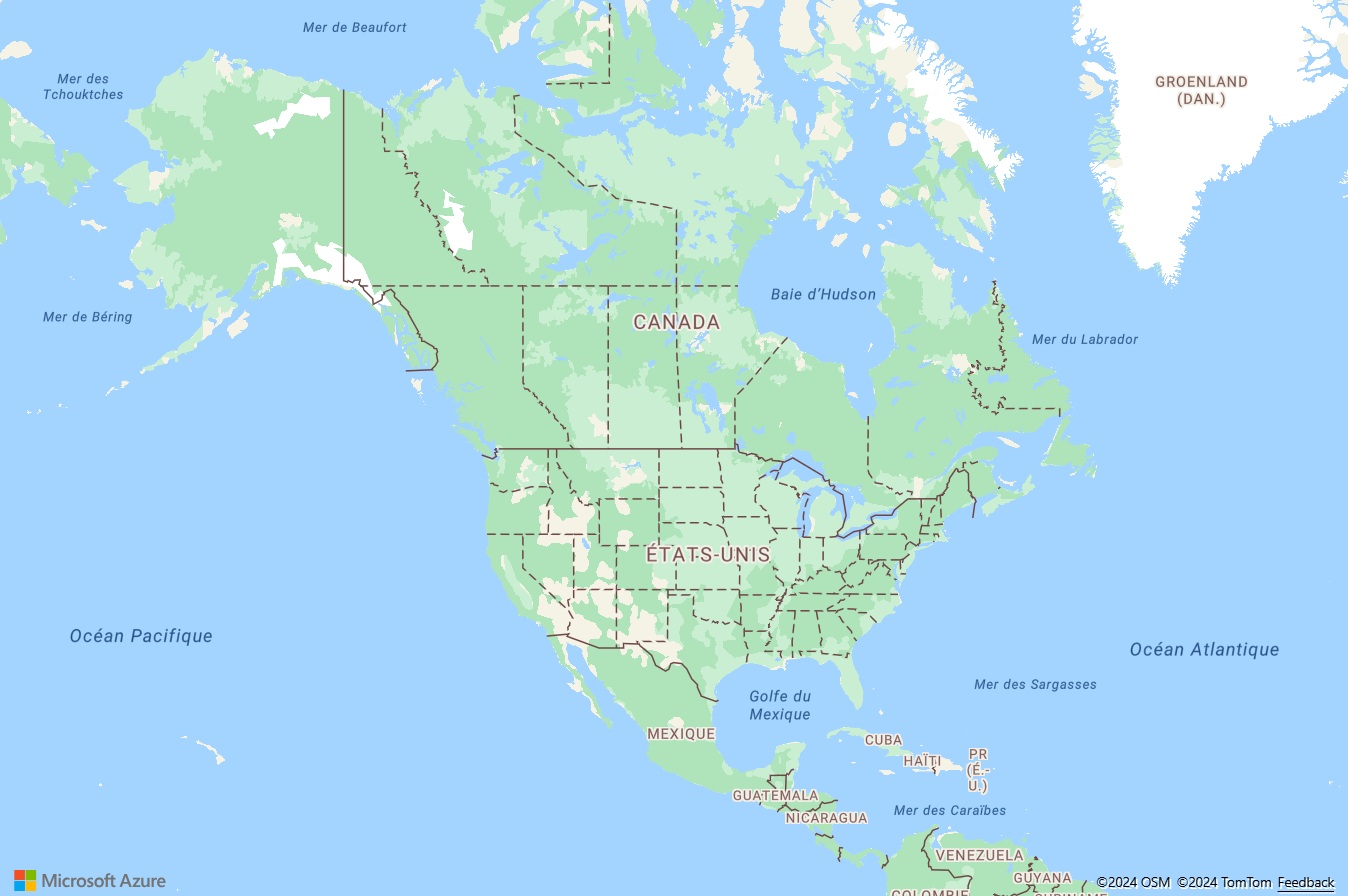 Mer de Beaufort
Mer des
Tchouktches
GROENLAND
(DAN.)
Baie d’Hudson
Mer de Béring
CANADA
Mer du Labrador
ÉTATS-UNIS
Océan Pacifique
Océan Atlantique
Mer des Sargasses
Golfe du
Mexique
MEXIQUE
CUBA
HAÏTI
PR
(É.-
U.)
GUATEMALA
Mer des Caraïbes
NICARAGUA
VENEZUELA
GUYANA
COLOMBIE
SURINAME
Microsoft Azure
©2024 OSM ©2024 TomTom Feedback